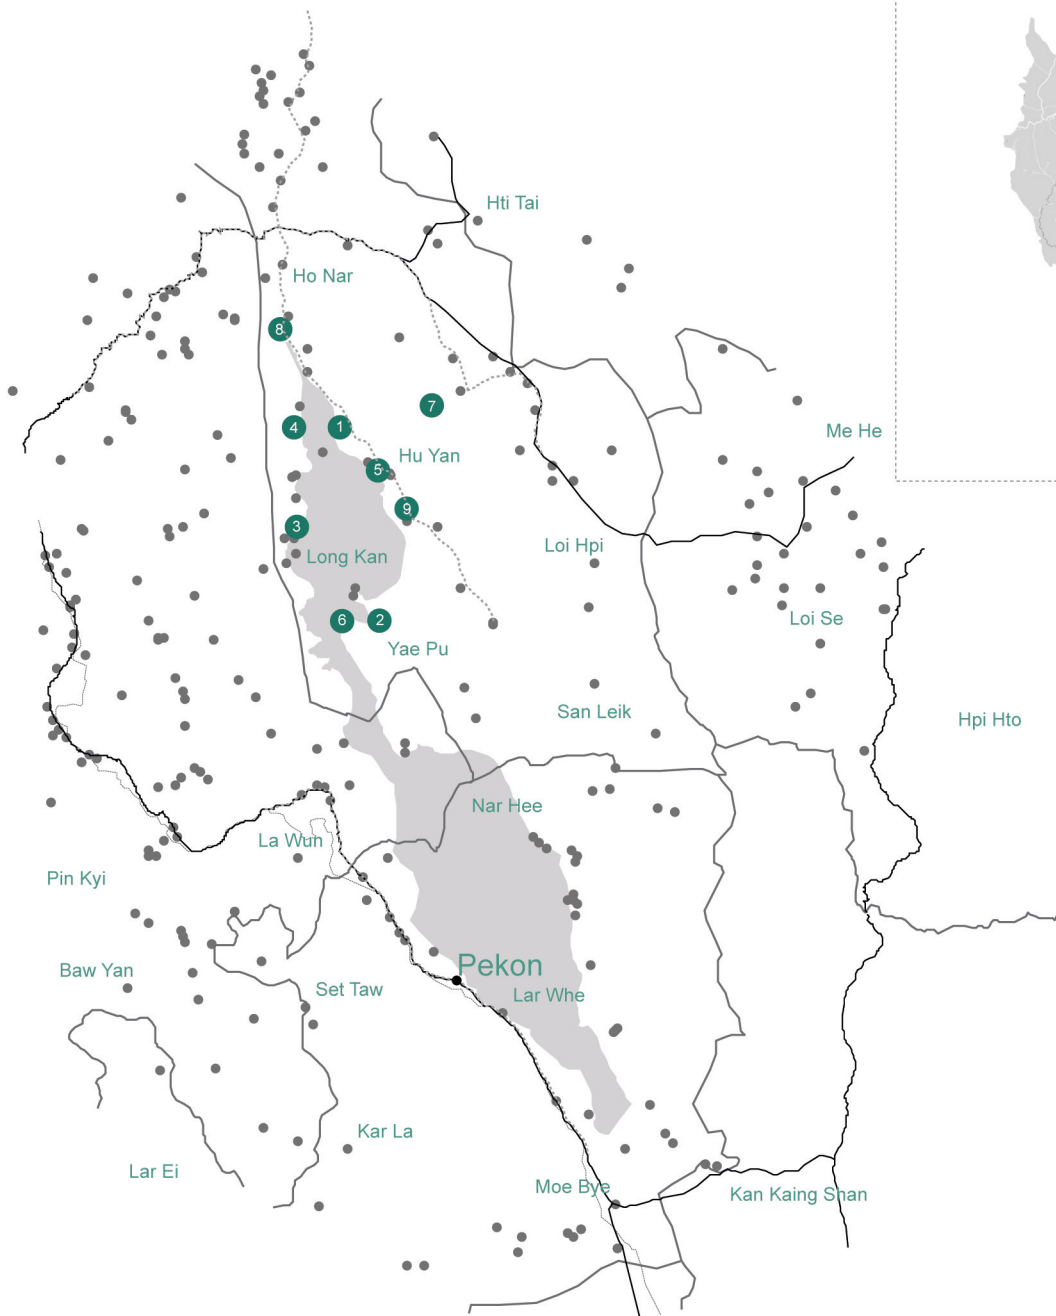 Hti Tai
Ho Nar
8
7
4
1
Me He
Hu Yan
5
9
3
Loi Hpi
Long Kan
6
2
Loi Se
Yae Pu
San Leik
Hpi Hto
Nar Hee
La Wun
Pin Kyi
Pekon
Baw Yan
Set Taw
Lar Whe
Kar La
Lar Ei
Moe Bye
Kan Kaing Shan